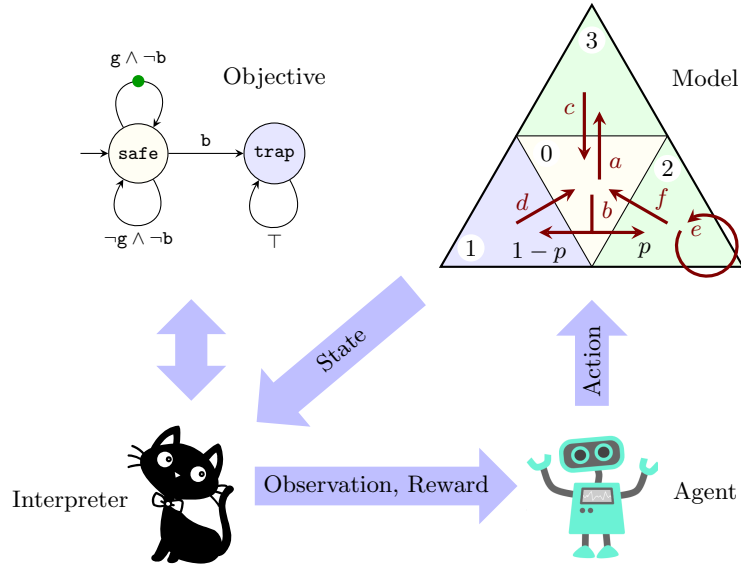 g ∧ ¬b
Objective
safe
b
trap
¬g ∧ ¬b
⊤
3
Model
c
0
a
2
d
b
f
e
1
1 − p
p
State
Action
Interpreter
Observation, Reward
Agent